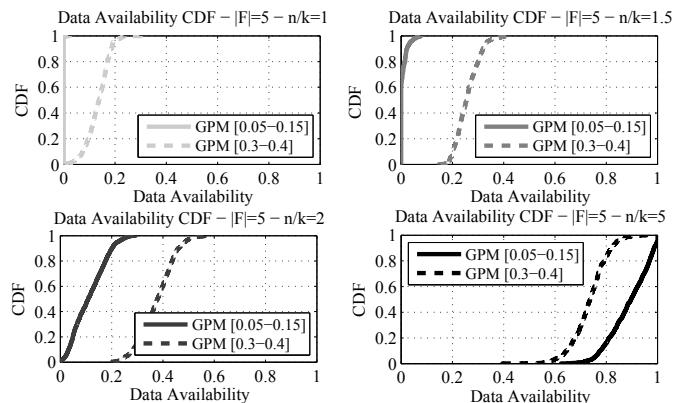 Data Availability CDF − |F|=5 − n/k=1
1
0.8
0.6
0.4
0.2
0
CDF
GPM [0.05−0.15]
GPM [0.3−0.4]
0 0.2 0.4 0.6 0.8 1
Data Availability
Data Availability CDF − |F|=5 − n/k=1.5
1
0.8
0.6
0.4
0.2
0
CDF
GPM [0.05−0.15]
GPM [0.3−0.4]
0 0.2 0.4 0.6 0.8 1
Data Availability
Data Availability CDF − |F|=5 − n/k=2
1
0.8
0.6
0.4
0.2
0
CDF
GPM [0.05−0.15]
GPM [0.3−0.4]
0 0.2 0.4 0.6 0.8 1
Data Availability
Data Availability CDF − |F|=5 − n/k=5
1
0.8
0.6
0.4
0.2
0
CDF
GPM [0.05−0.15]
GPM [0.3−0.4]
0 0.2 0.4 0.6 0.8 1
Data Availability